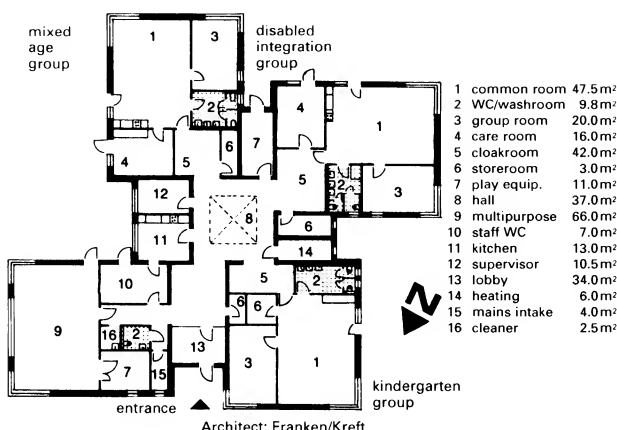 mixed
age
group
disabled
integration
group
1
3
2
4
5
6
7
4
1
5
2
3
12
8
6
11
14
10
5
2
9
6
6
16
2
13
7
15
3
1
kindergarten
group
entrance
N
Architect: Franken/Kreft
1 common room 47.5 m²
2 WC/washroom 9.8 m²
3 group room 20.0 m²
4 care room 16.0 m²
5 cloakroom 42.0 m²
6 storeroom 3.0 m²
7 play equip. 11.0 m²
8 hall 37.0 m²
9 multipurpose 66.0 m²
10 staff WC 7.0 m²
11 kitchen 13.0 m²
12 supervisor 10.5 m²
13 lobby 34.0 m²
14 heating 6.0 m²
15 mains intake 4.0 m²
16 cleaner 2.5 m²